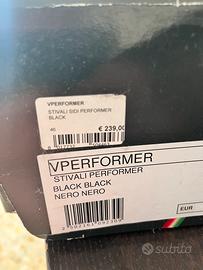 VPERFORMER
STIVALI SIDI PERFORMER
BLACK
46
€ 239,00
VPERFORMER
STIVALI PERFORMER
BLACK BLACK
NERO NERO
EUR
subito